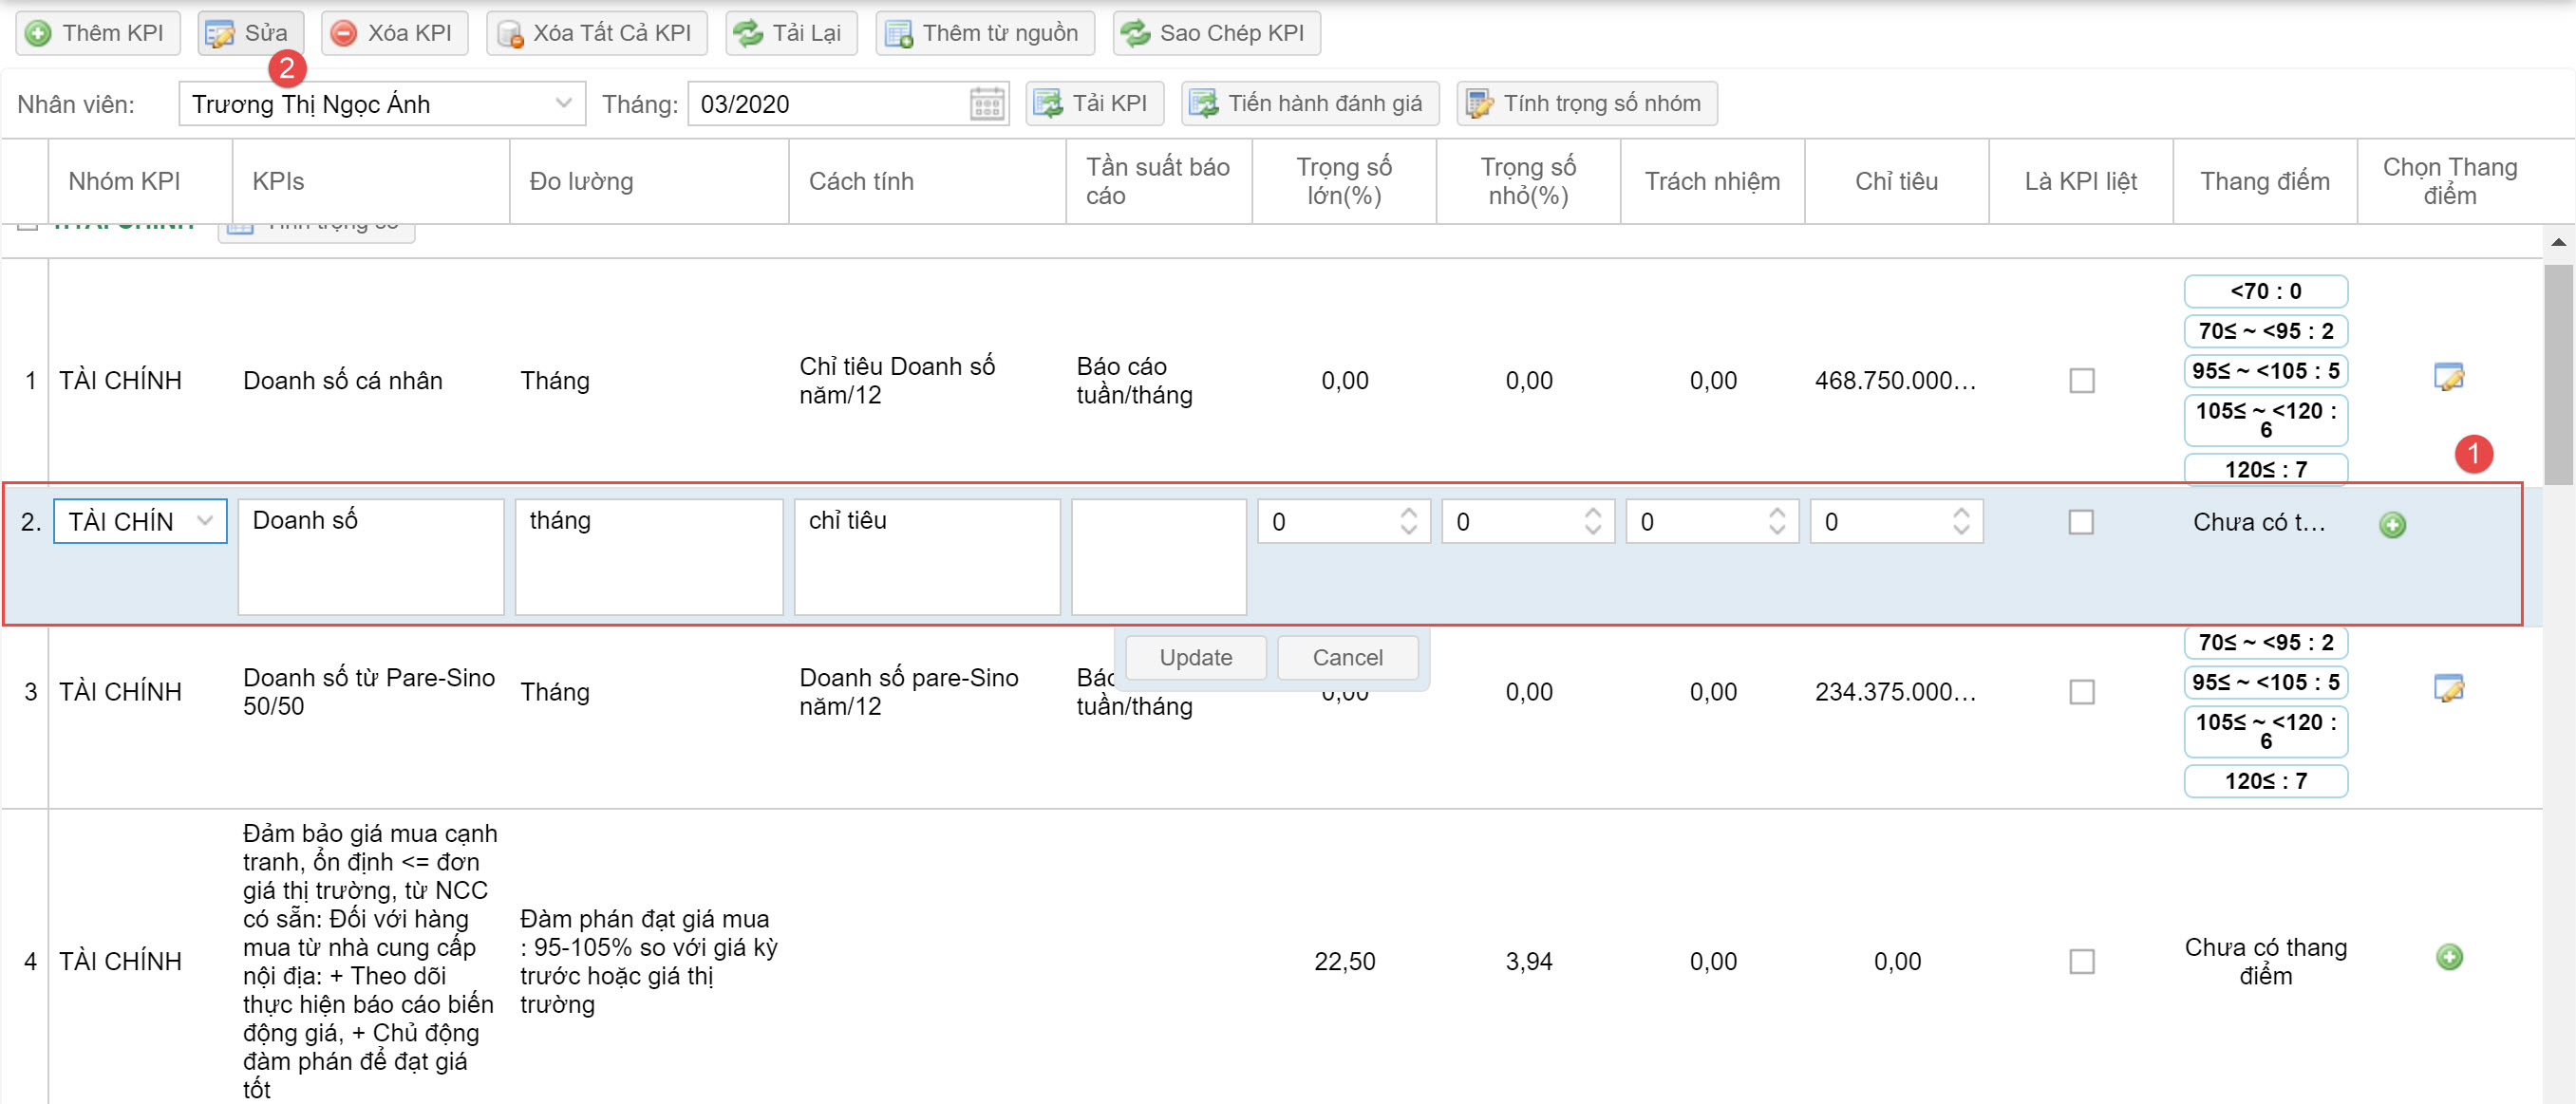 Thêm KPI
Sửa
Xóa KPI
Xóa Tất Cả KPI
Tải Lại
Thêm từ nguồn
Sao Chép KPI
2
Nhân viên:
Trương Thị Ngọc Ánh
Tháng:
03/2020
Tải KPI
Tiến hành đánh giá
Tính trọng số nhóm
Nhóm KPI
KPIs
Đo lường
Cách tính
Tần suất báo
cáo
Trọng số
lớn(%)
Trọng số
nhỏ(%)
Trách nhiệm
Chỉ tiêu
Là KPI liệt
Thang điểm
Chọn Thang
điểm
1
TÀI CHÍNH
Doanh số cá nhân
Tháng
Chỉ tiêu Doanh số
năm/12
Báo cáo
tuần/tháng
0,00
0,00
0,00
468.750.000...
<70 : 0
70≤ ~ <95 : 2
95≤ ~ <105 : 5
105≤ ~ <120 :
6
120≤ : 7
1
2.
TÀI CHÍN
Doanh số
tháng
chỉ tiêu
0
0
0
0
Chưa có t...
Update
Cancel
3
TÀI CHÍNH
Doanh số từ Pare-Sino
50/50
Tháng
Doanh số pare-Sino
năm/12
tuần/tháng
0,00
0,00
0,00
234.375.000...
70≤ ~ <95 : 2
95≤ ~ <105 : 5
105≤ ~ <120 :
6
120≤ : 7
4
TÀI CHÍNH
Đảm bảo giá mua cạnh
tranh, ổn định <= đơn
giá thị trường, từ NCC
có sẵn: Đối với hàng
mua từ nhà cung cấp
nội địa: + Theo dõi
thực hiện báo cáo biến
động giá, + Chủ động
đàm phán để đạt giá
tốt
Đàm phán đạt giá mua
: 95-105% so với giá kỳ
trước hoặc giá thị
trường
22,50
3,94
0,00
0,00
Chưa có thang
điểm